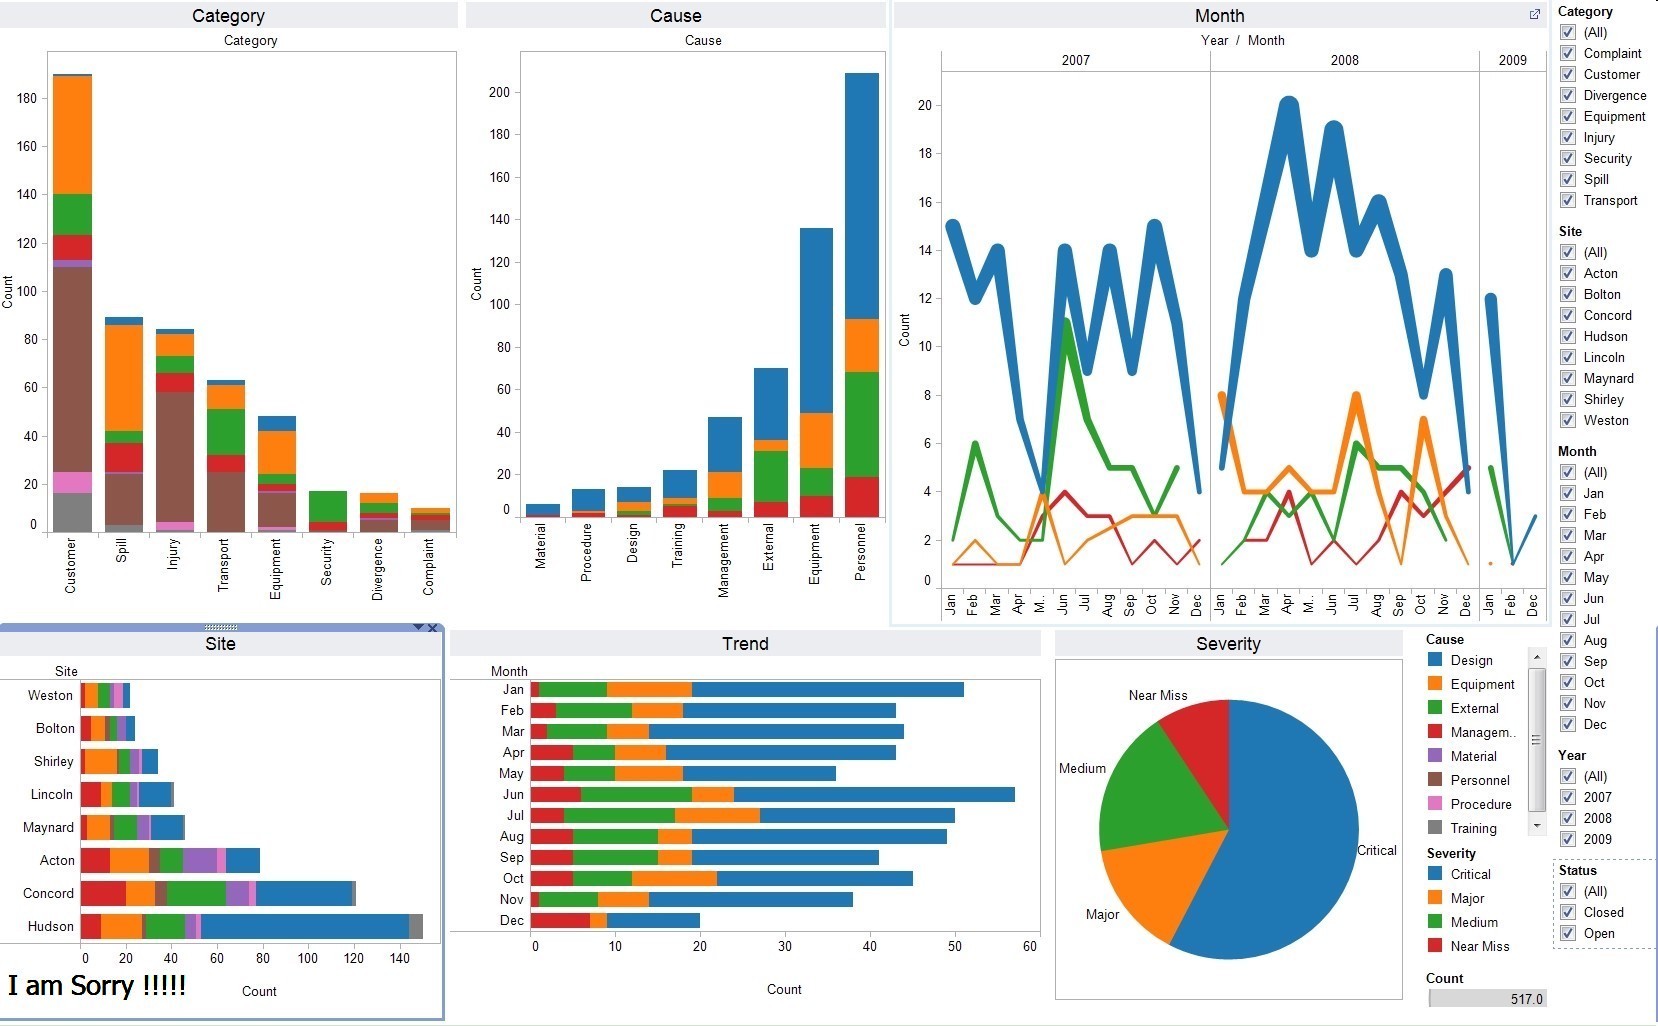 Category
Category
180
160
140
120
100
80
60
40
20
0
Count
Customer
Spill
Injury
Transport
Equipment
Security
Divergence
Complaint
Cause
Cause
200
180
160
140
120
100
80
60
40
20
0
Count
Material
Procedure
Design
Training
Management
External
Equipment
Personnel
Month
Year / Month
2007
2008
2009
20
18
16
14
12
10
8
6
4
2
0
Count
Jan
Feb
Mar
Apr
M..
Jun
Jul
Aug
Sep
Oct
Nov
Dec
Jan
Feb
Mar
Apr
M..
Jun
Jul
Aug
Sep
Oct
Nov
Dec
Jan
Feb
Dec
Category
(All)
Complaint
Customer
Divergence
Equipment
Injury
Security
Spill
Transport
Site
(All)
Acton
Bolton
Concord
Hudson
Lincoln
Maynard
Shirley
Weston
Month
(All)
Jan
Feb
Mar
Apr
May
Jun
Jul
Aug
Sep
Oct
Nov
Dec
Year
(All)
2007
2008
2009
Status
(All)
Closed
Open
Site
Site
Weston
Bolton
Shirley
Lincoln
Maynard
Acton
Concord
Hudson
0 20 40 60 80 100 120 140
Count
I am Sorry !!!!!
Trend
Month
Jan
Feb
Mar
Apr
May
Jun
Jul
Aug
Sep
Oct
Nov
Dec
0 10 20 30 40 50 60
Count
Severity
Near Miss
Medium
Critical
Major
Cause
Design
Equipment
External
Managem..
Material
Personnel
Procedure
Training
Severity
Critical
Major
Medium
Near Miss
Count
517.0